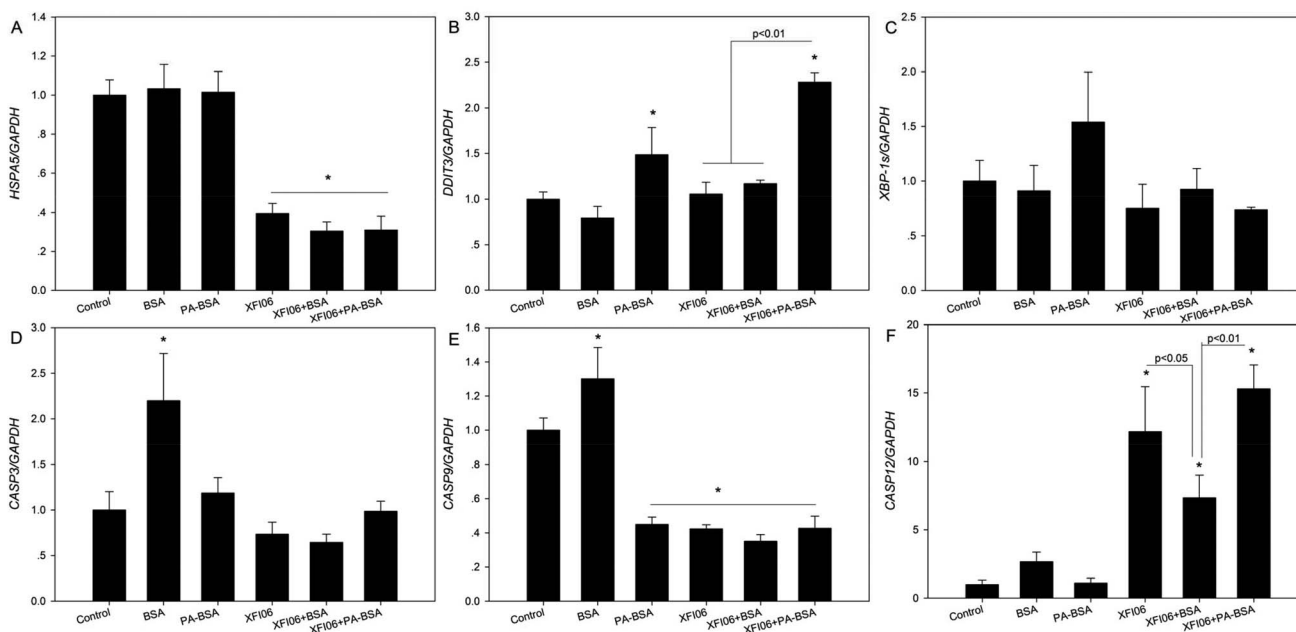 A
HSPA5/GAPDH
1.4
1.2
1.0
.8
.6
.4
.2
0.0
*
Control
BSA
PA-BSA
XFI06
XFI06+BSA
XFI06+PA-BSA
B
DDIT3/GAPDH
3.0
2.5
2.0
1.5
1.0
.5
0.0
*
p<0.01
*
Control
BSA
PA-BSA
XFI06
XFI06+BSA
XFI06+PA-BSA
C
XBP-1s/GAPDH
2.5
2.0
1.5
1.0
.5
0.0
Control
BSA
PA-BSA
XFI06
XFI06+BSA
XFI06+PA-BSA
D
CASP3/GAPDH
3.0
2.5
2.0
1.5
1.0
.5
0.0
*
Control
BSA
PA-BSA
XFI06
XFI06+BSA
XFI06+PA-BSA
E
CASP9/GAPDH
1.6
1.4
1.2
1.0
.8
.6
.4
.2
0.0
*
*
Control
BSA
PA-BSA
XFI06
XFI06+BSA
XFI06+PA-BSA
F
CASP12/GAPDH
20
15
10
5
0
*
p<0.05
*
p<0.01
*
Control
BSA
PA-BSA
XFI06
XFI06+BSA
XFI06+PA-BSA